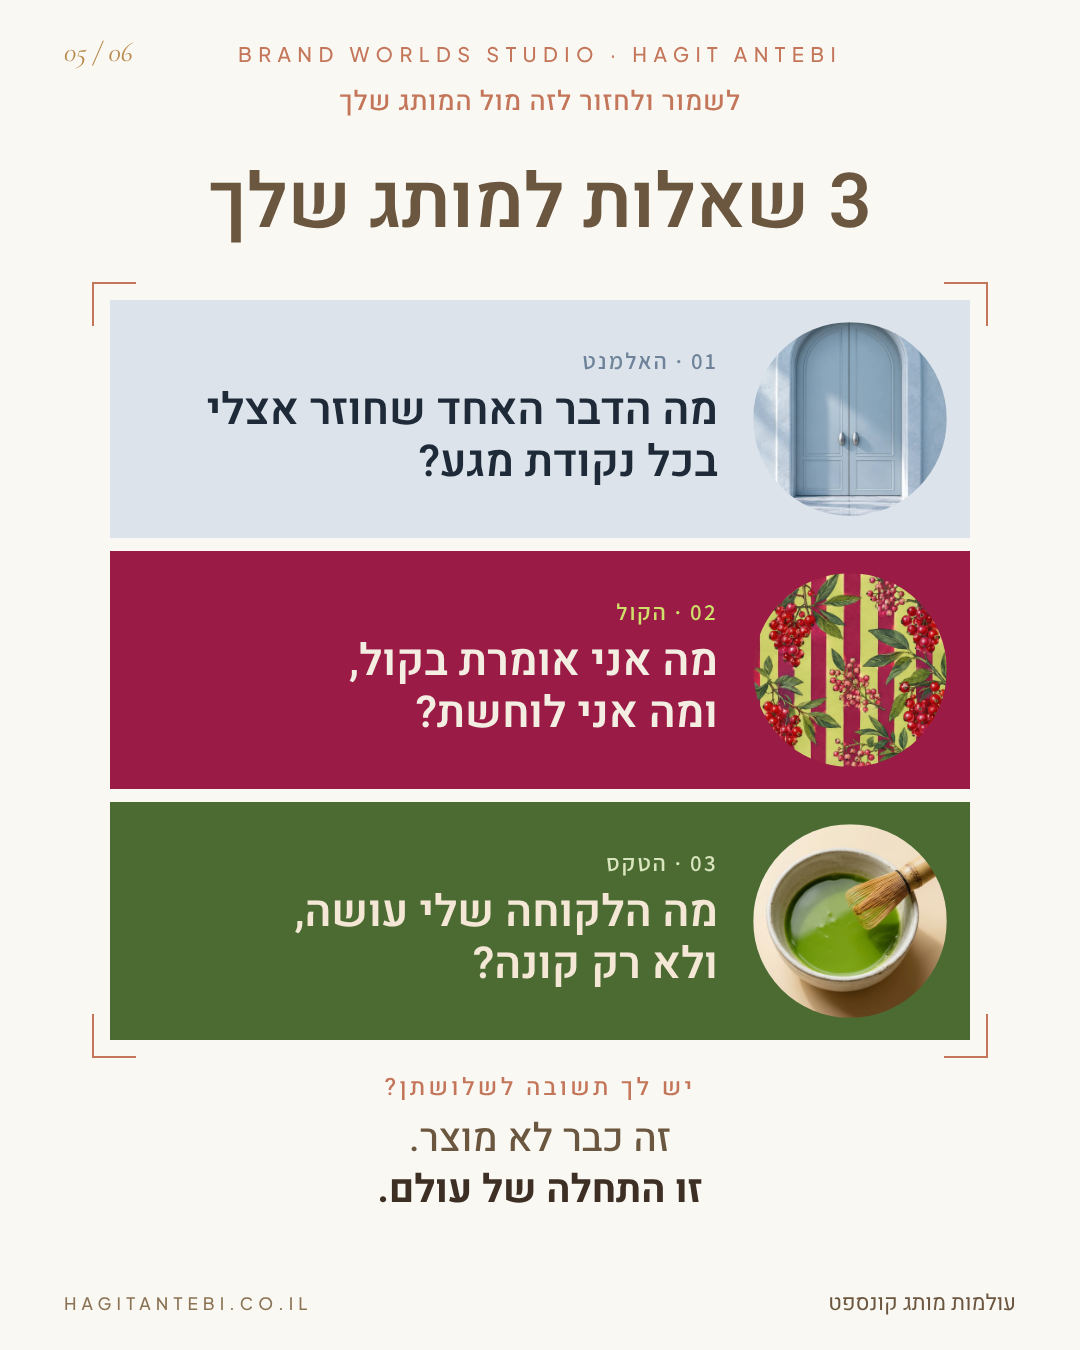 05 / 06
BRAND WORLDS STUDIO · HAGIT ANTEBI
לשמור ולחזור לזה מול המותג שלך
3 שאלות למותג שלך
01 · האלמנט
מה הדבר האחד שחוזר אצלי
בכל נקודת מגע?
02 · הקול
מה אני אומרת בקול,
ומה אני לוחשת?
03 · הטקס
מה הלקוחה שלי עושה,
ולא רק קונה?
יש לך תשובה לשלושתן?
זה כבר לא מוצר.
זו התחלה של עולם.
HAGITANTEBI.CO.IL
עולמות מותג קונספט